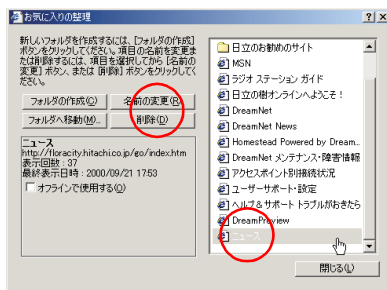 お気に入りの整理
新しいフォルダを作成するには、[フォルダの作成]
ボタンをクリックしてください。項目の名前を変更ま
たは削除するには、項目を選択してから [名前の
変更] ボタン、または [削除] ボタンをクリックしてく
ださい。
フォルダの作成(C)
名前の変更(R)
フォルダへ移動(M)...
削除(D)
ニュース
http://floracity.hitachi.co.jp/go/index.htm
表示回数 : 37
最終表示日時 : 2000/09/21 17:53
オフラインで使用する(O)
日立のお勧めのサイト
MSN
ラジオ ステーション ガイド
日立の樹オンラインへようこそ!
DreamNet
DreamNet News
Homestead Powered by Dream...
DreamNet メンテナンス・障害情報
アクセスポイント別接続状況
ユーザーサポート・設定
ヘルプ&サポート トラブルがおきたら
DreamPreview
ニュース
閉じる(L)